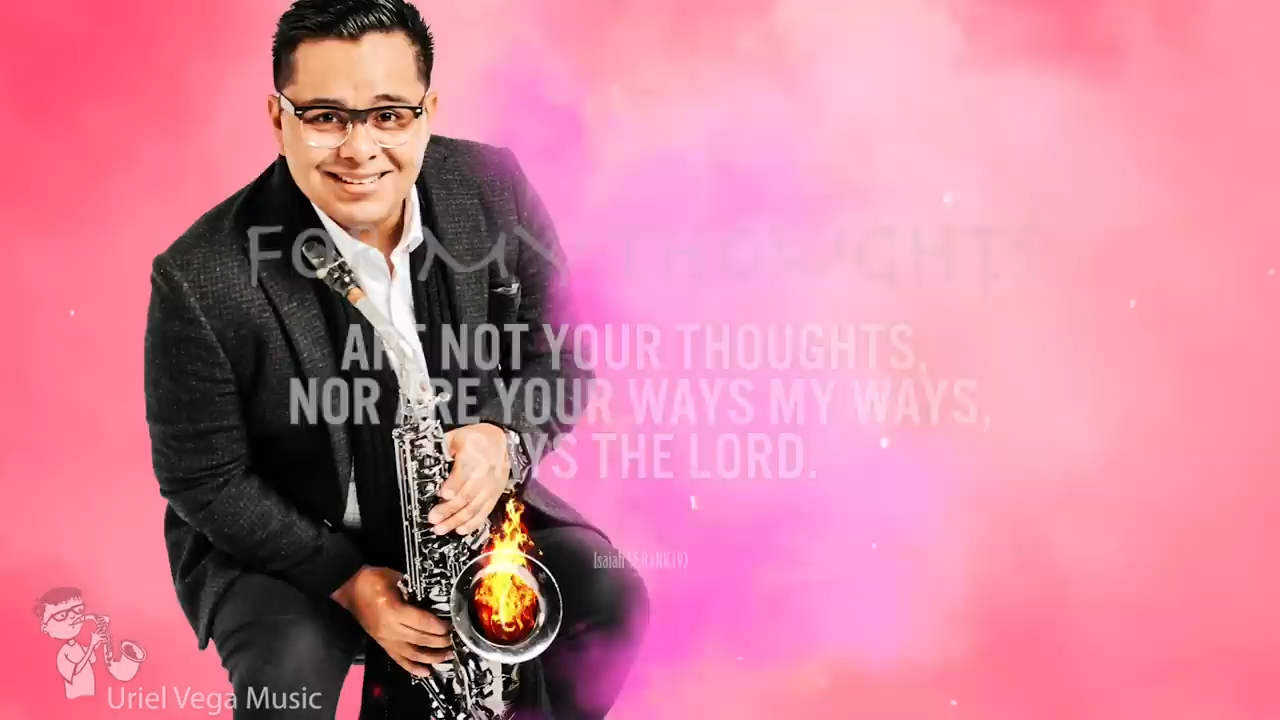 FOR MY THOUGHTS
ARE NOT YOUR THOUGHTS,
NOR ARE YOUR WAYS MY WAYS,
SAYS THE LORD.
Isaiah
Uriel Vega Music